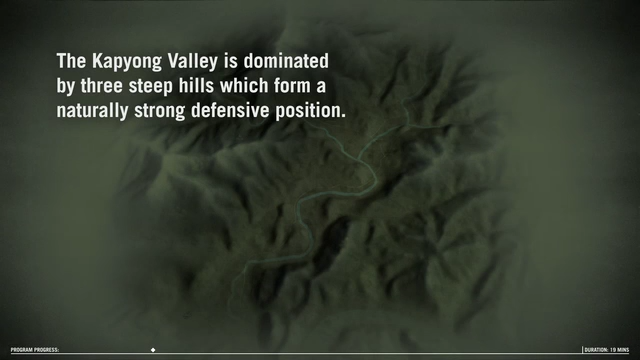 The Kapyong Valley is dominated
by three steep hills which form a
naturally strong defensive position.
PROGRAM PROGRESS:
DURATION: 19 MINS